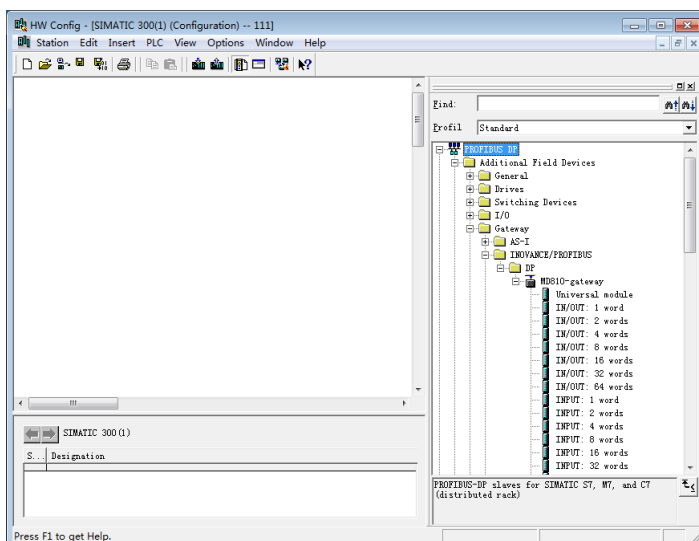 HW Config - [SIMATIC 300(1) (Configuration) -- 111]
Station Edit Insert PLC View Options Window Help
Find:
Profil Standard
PROFIBUS DP
Additional Field Devices
General
Drives
Switching Devices
I/O
Gateway
AS-I
INOVANCE/PROFIBUS
DP
MD810-gateway
Universal module
IN/OUT: 1 word
IN/OUT: 2 words
IN/OUT: 4 words
IN/OUT: 8 words
IN/OUT: 16 words
IN/OUT: 32 words
IN/OUT: 64 words
INPUT: 1 word
INPUT: 2 words
INPUT: 4 words
INPUT: 8 words
INPUT: 16 words
INPUT: 32 words
SIMATIC 300(1)
S... Designation
PROFIBUS-DP slaves for SIMATIC S7, M7, and C7
(distributed rack)
Press F1 to get Help.